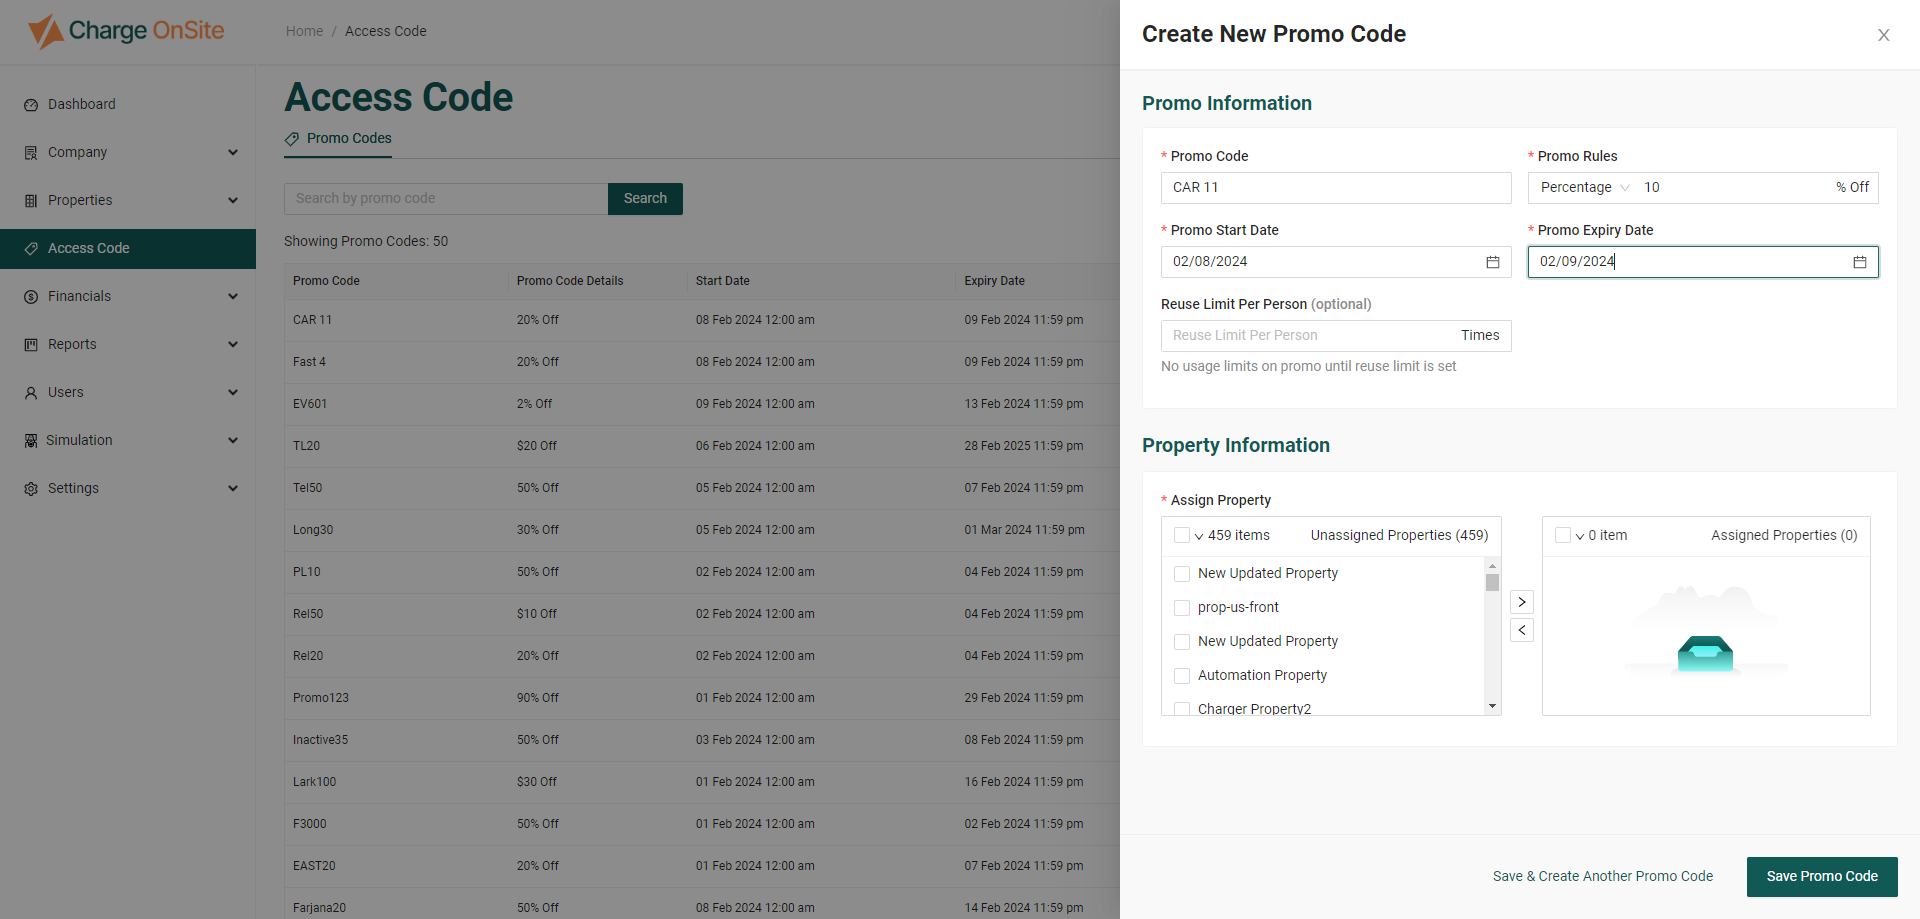 Charge OnSite
Home / Access Code
Dashboard
Company
Properties
Access Code
Financials
Reports
Users
Simulation
Settings
Access Code
Promo Codes
Search by promo code
Search
Showing Promo Codes: 50
Promo Code Promo Code Details Start Date Expiry Date
CAR 11 20% Off 08 Feb 2024 12:00 am 09 Feb 2024 11:59 pm
Fast 4 20% Off 08 Feb 2024 12:00 am 09 Feb 2024 11:59 pm
EV601 2% Off 09 Feb 2024 12:00 am 13 Feb 2024 11:59 pm
TL20 $20 Off 06 Feb 2024 12:00 am 28 Feb 2025 11:59 pm
Tel50 50% Off 05 Feb 2024 12:00 am 07 Feb 2024 11:59 pm
Long30 30% Off 05 Feb 2024 12:00 am 01 Mar 2024 11:59 pm
PL10 50% Off 02 Feb 2024 12:00 am 04 Feb 2024 11:59 pm
Rel50 $10 Off 02 Feb 2024 12:00 am 04 Feb 2024 11:59 pm
Rel20 20% Off 02 Feb 2024 12:00 am 04 Feb 2024 11:59 pm
Promo123 90% Off 01 Feb 2024 12:00 am 29 Feb 2024 11:59 pm
Inactive35 50% Off 03 Feb 2024 12:00 am 08 Feb 2024 11:59 pm
Lark100 $30 Off 01 Feb 2024 12:00 am 16 Feb 2024 11:59 pm
F3000 50% Off 01 Feb 2024 12:00 am 02 Feb 2024 11:59 pm
EAST20 20% Off 01 Feb 2024 12:00 am 07 Feb 2024 11:59 pm
Farjana20 50% Off 08 Feb 2024 12:00 am 14 Feb 2024 11:59 pm
Create New Promo Code
Promo Information
* Promo Code
CAR 11
* Promo Rules
Percentage 10 % Off
* Promo Start Date
02/08/2024
* Promo Expiry Date
02/09/2024
Reuse Limit Per Person (optional)
Reuse Limit Per Person Times
No usage limits on promo until reuse limit is set
Property Information
* Assign Property
459 items Unassigned Properties (459)
New Updated Property
prop-us-front
New Updated Property
Automation Property
Charger Property2
> 
<
0 item Assigned Properties (0)
Save & Create Another Promo Code
Save Promo Code